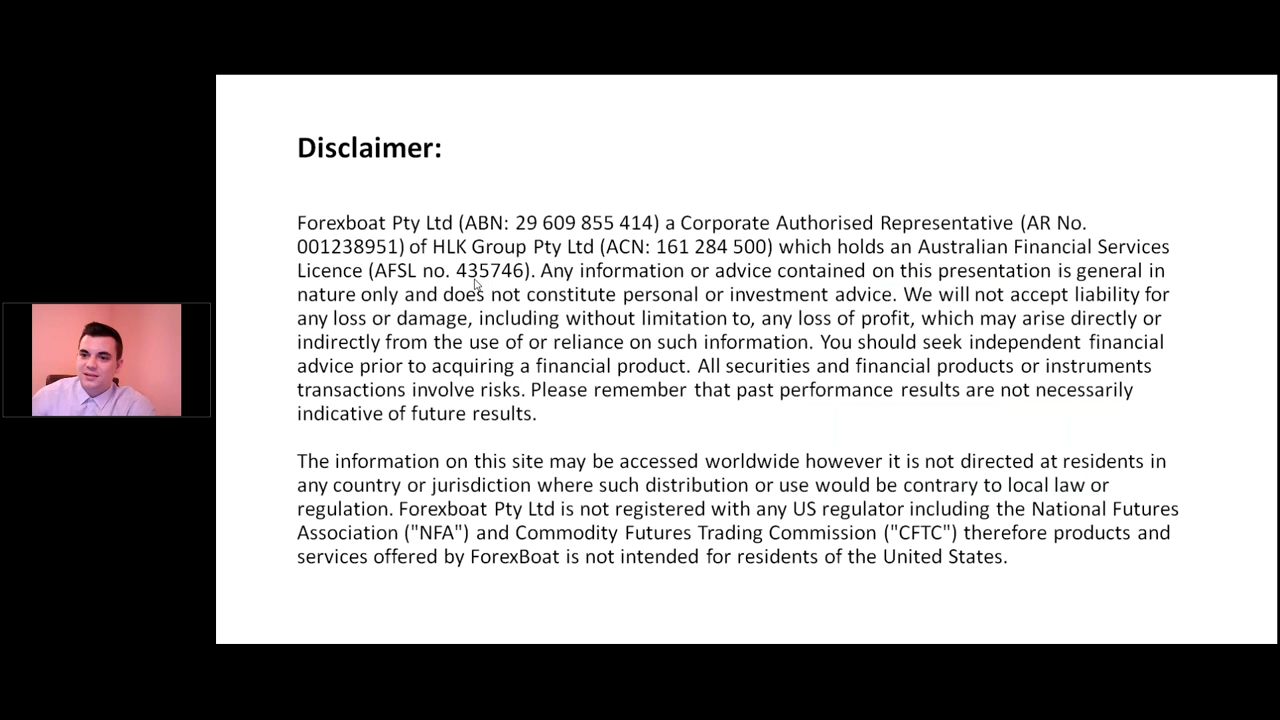 Disclaimer:
Forexboat Pty Ltd (ABN: 29 609 855 414) a Corporate Authorised Representative (AR No.
001238951) of HLK Group Pty Ltd (ACN: 161 284 500) which holds an Australian Financial Services
Licence (AFSL no. 435746). Any information or advice contained on this presentation is general in
nature only and does not constitute personal or investment advice. We will not accept liability for
any loss or damage, including without limitation to, any loss of profit, which may arise directly or
indirectly from the use of or reliance on such information. You should seek independent financial
advice prior to acquiring a financial product. All securities and financial products or instruments
transactions involve risks. Please remember that past performance results are not necessarily
indicative of future results.
The information on this site may be accessed worldwide however it is not directed at residents in
any country or jurisdiction where such distribution or use would be contrary to local law or
regulation. Forexboat Pty Ltd is not registered with any US regulator including the National Futures
Association ("NFA") and Commodity Futures Trading Commission ("CFTC") therefore products and
services offered by ForexBoat is not intended for residents of the United States.